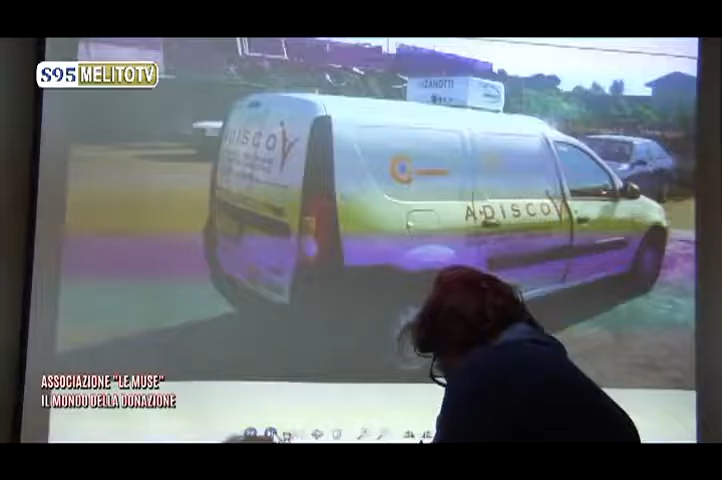 S95 MELITOTV
ZANOTTI
ADISCO
ADISCO
ASSOCIAZIONE "LE MUSE"
IL MONDO DELLA DONAZIONE